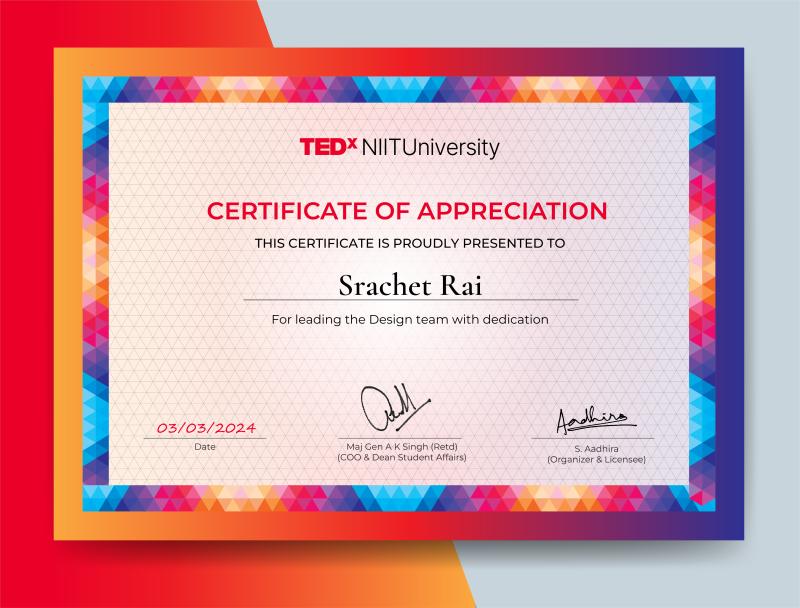 TEDx NIITUniversity
CERTIFICATE OF APPRECIATION
THIS CERTIFICATE IS PROUDLY PRESENTED TO
Srachet Rai
For leading the Design team with dedication
03/03/2024
Date
Maj Gen A K Singh (Retd)
(COO & Dean Student Affairs)
Aadhira
S. Aadhira
(Organizer & Licensee)